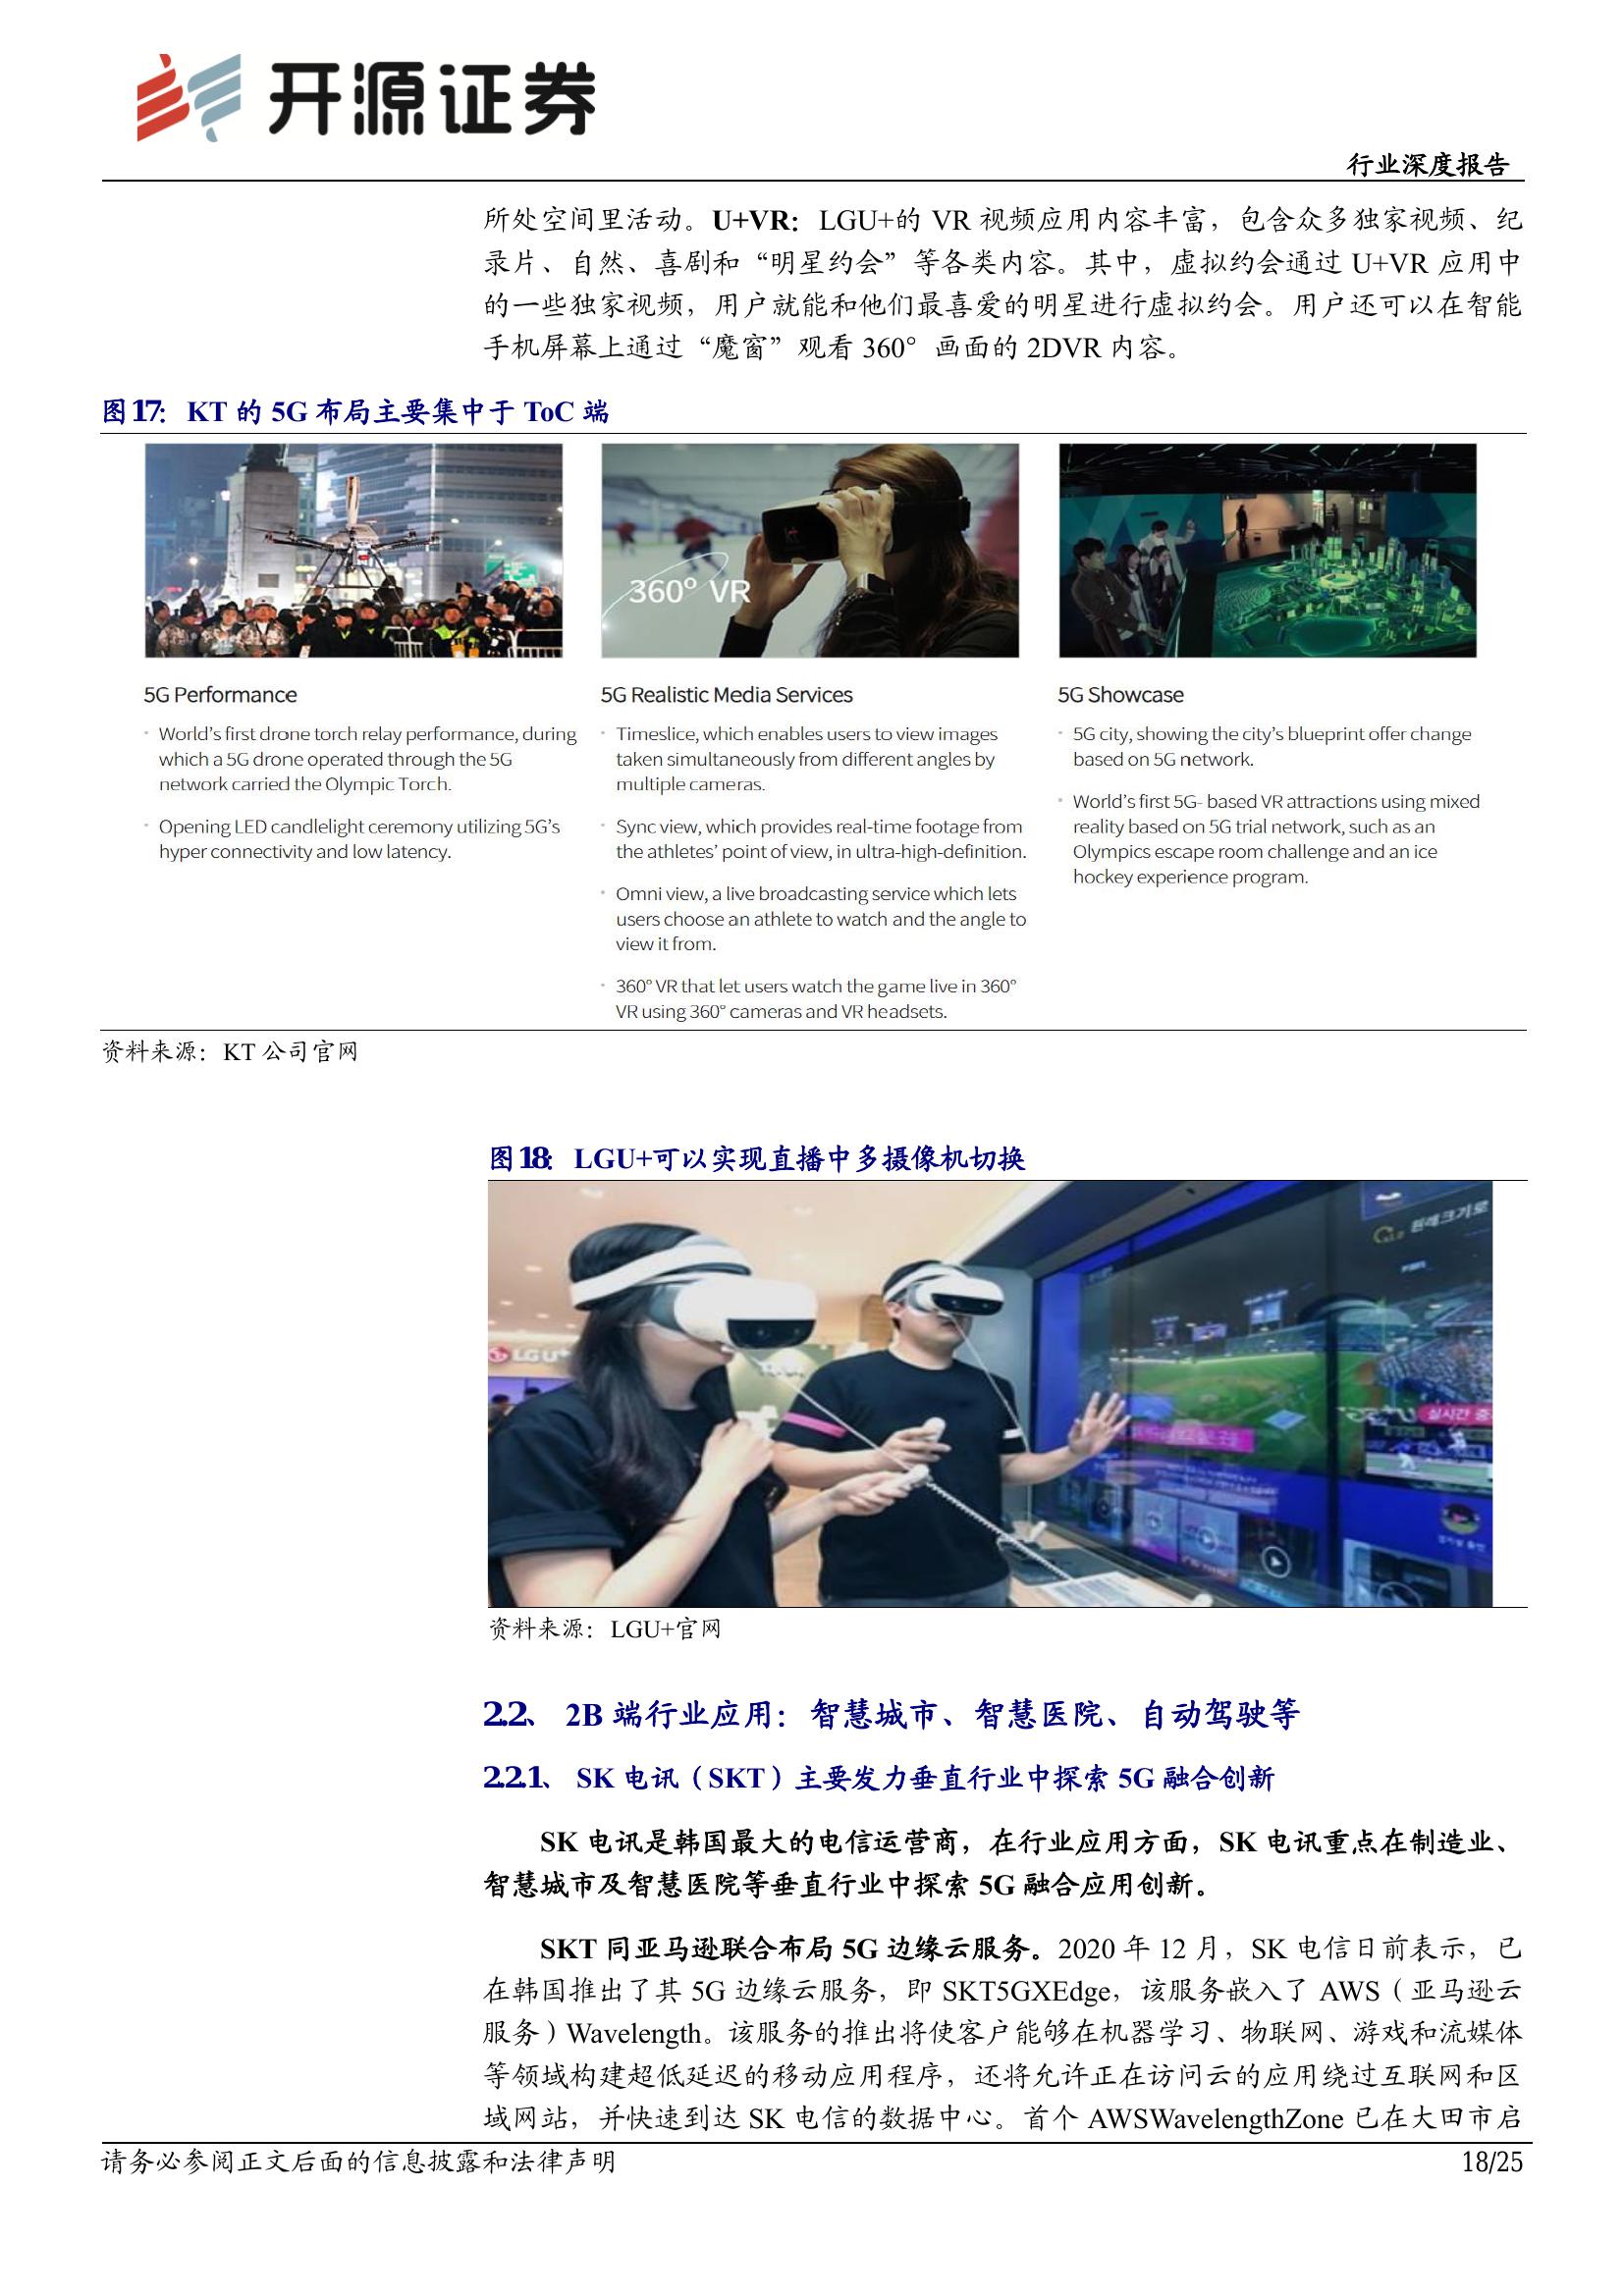 开源证券
行业深度报告
所处空间里活动。U+VR：LGU+的 VR 视频应用内容丰富，包含众多独家视频、纪
录片、自然、喜剧和“明星约会”等各类内容。其中，虚拟约会通过 U+VR 应用中
的一些独家视频，用户就能和他们最喜爱的明星进行虚拟约会。用户还可以在智能
手机屏幕上通过“魔窗”观看 360°画面的 2DVR 内容。
图17： KT 的 5G 布局主要集中于 ToC 端
360° VR
5G Performance
World’s first drone torch relay performance, during
which a 5G drone operated through the 5G
network carried the Olympic Torch.
Opening LED candlelight ceremony utilizing 5G’s
hyper connectivity and low latency.
5G Realistic Media Services
Timeslice, which enables users to view images
taken simultaneously from different angles by
multiple cameras.
Sync view, which provides real-time footage from
the athletes’ point of view, in ultra-high-definition.
Omni view, a live broadcasting service which lets
users choose an athlete to watch and the angle to
view it from.
360° VR that let users watch the game live in 360°
VR using 360° cameras and VR headsets.
5G Showcase
5G city, showing the city’s blueprint offer change
based on 5G network.
World’s first 5G- based VR attractions using mixed
reality based on 5G trial network, such as an
Olympics escape room challenge and an ice
hockey experience program.
资料来源：KT 公司官网
图18： LGU+可以实现直播中多摄像机切换
LGU+
원래크기로
실시간 중
资料来源：LGU+官网
2.2、 2B 端行业应用：智慧城市、智慧医院、自动驾驶等
2.2.1、 SK 电讯（SKT）主要发力垂直行业中探索 5G 融合创新
SK 电讯是韩国最大的电信运营商，在行业应用方面，SK 电讯重点在制造业、
智慧城市及智慧医院等垂直行业中探索 5G 融合应用创新。
SKT 同亚马逊联合布局 5G 边缘云服务。2020 年 12 月，SK 电信日前表示，已
在韩国推出了其 5G 边缘云服务，即 SKT5GXEdge，该服务嵌入了 AWS（亚马逊云
服务）Wavelength。该服务的推出将使客户能够在机器学习、物联网、游戏和流媒体
等领域构建超低延迟的移动应用程序，还将允许正在访问云的应用绕过互联网和区
域网站，并快速到达 SK 电信的数据中心。首个 AWSWavelengthZone 已在大田市启
请务必参阅正文后面的信息披露和法律声明
18/25